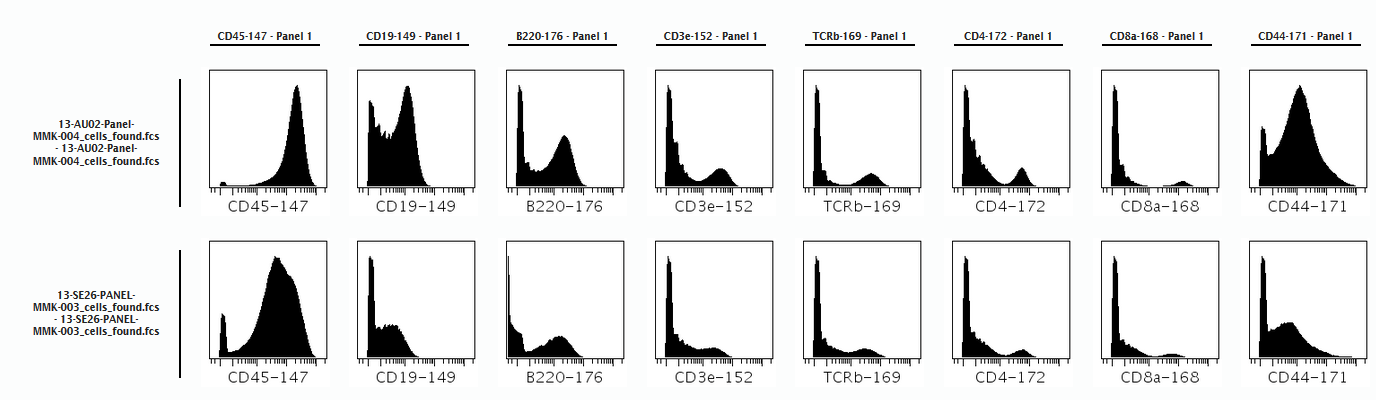 CD45-147 - Panel 1
CD19-149 - Panel 1
B220-176 - Panel 1
CD3e-152 - Panel 1
TCRb-169 - Panel 1
CD4-172 - Panel 1
CD8a-168 - Panel 1
CD44-171 - Panel 1
13-AU02-Panel-
MMK-004_cells_found.fcs
- 13-AU02-Panel-
MMK-004_cells_found.fcs
CD45-147
CD19-149
B220-176
CD3e-152
TCRb-169
CD4-172
CD8a-168
CD44-171
13-SE26-PANEL-
MMK-003_cells_found.fcs
- 13-SE26-PANEL-
MMK-003_cells_found.fcs
CD45-147
CD19-149
B220-176
CD3e-152
TCRb-169
CD4-172
CD8a-168
CD44-171